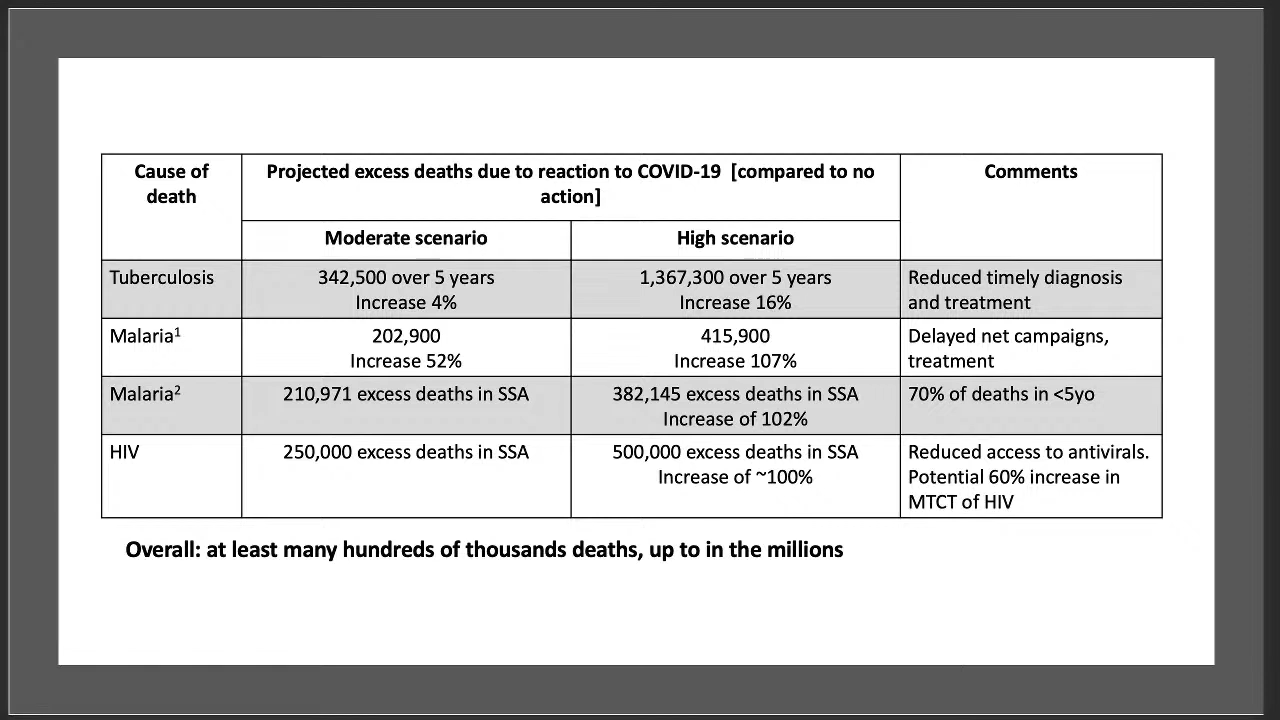 Cause of
death
Projected excess deaths due to reaction to COVID-19 [compared to no
action]
Comments
Moderate scenario
High scenario
Tuberculosis
342,500 over 5 years
Increase 4%
1,367,300 over 5 years
Increase 16%
Reduced timely diagnosis
and treatment
Malaria¹
202,900
Increase 52%
415,900
Increase 107%
Delayed net campaigns,
treatment
Malaria²
210,971 excess deaths in SSA
382,145 excess deaths in SSA
Increase of 102%
70% of deaths in <5yo
HIV
250,000 excess deaths in SSA
500,000 excess deaths in SSA
Increase of ~100%
Reduced access to antivirals.
Potential 60% increase in
MTCT of HIV
Overall: at least many hundreds of thousands deaths, up to in the millions